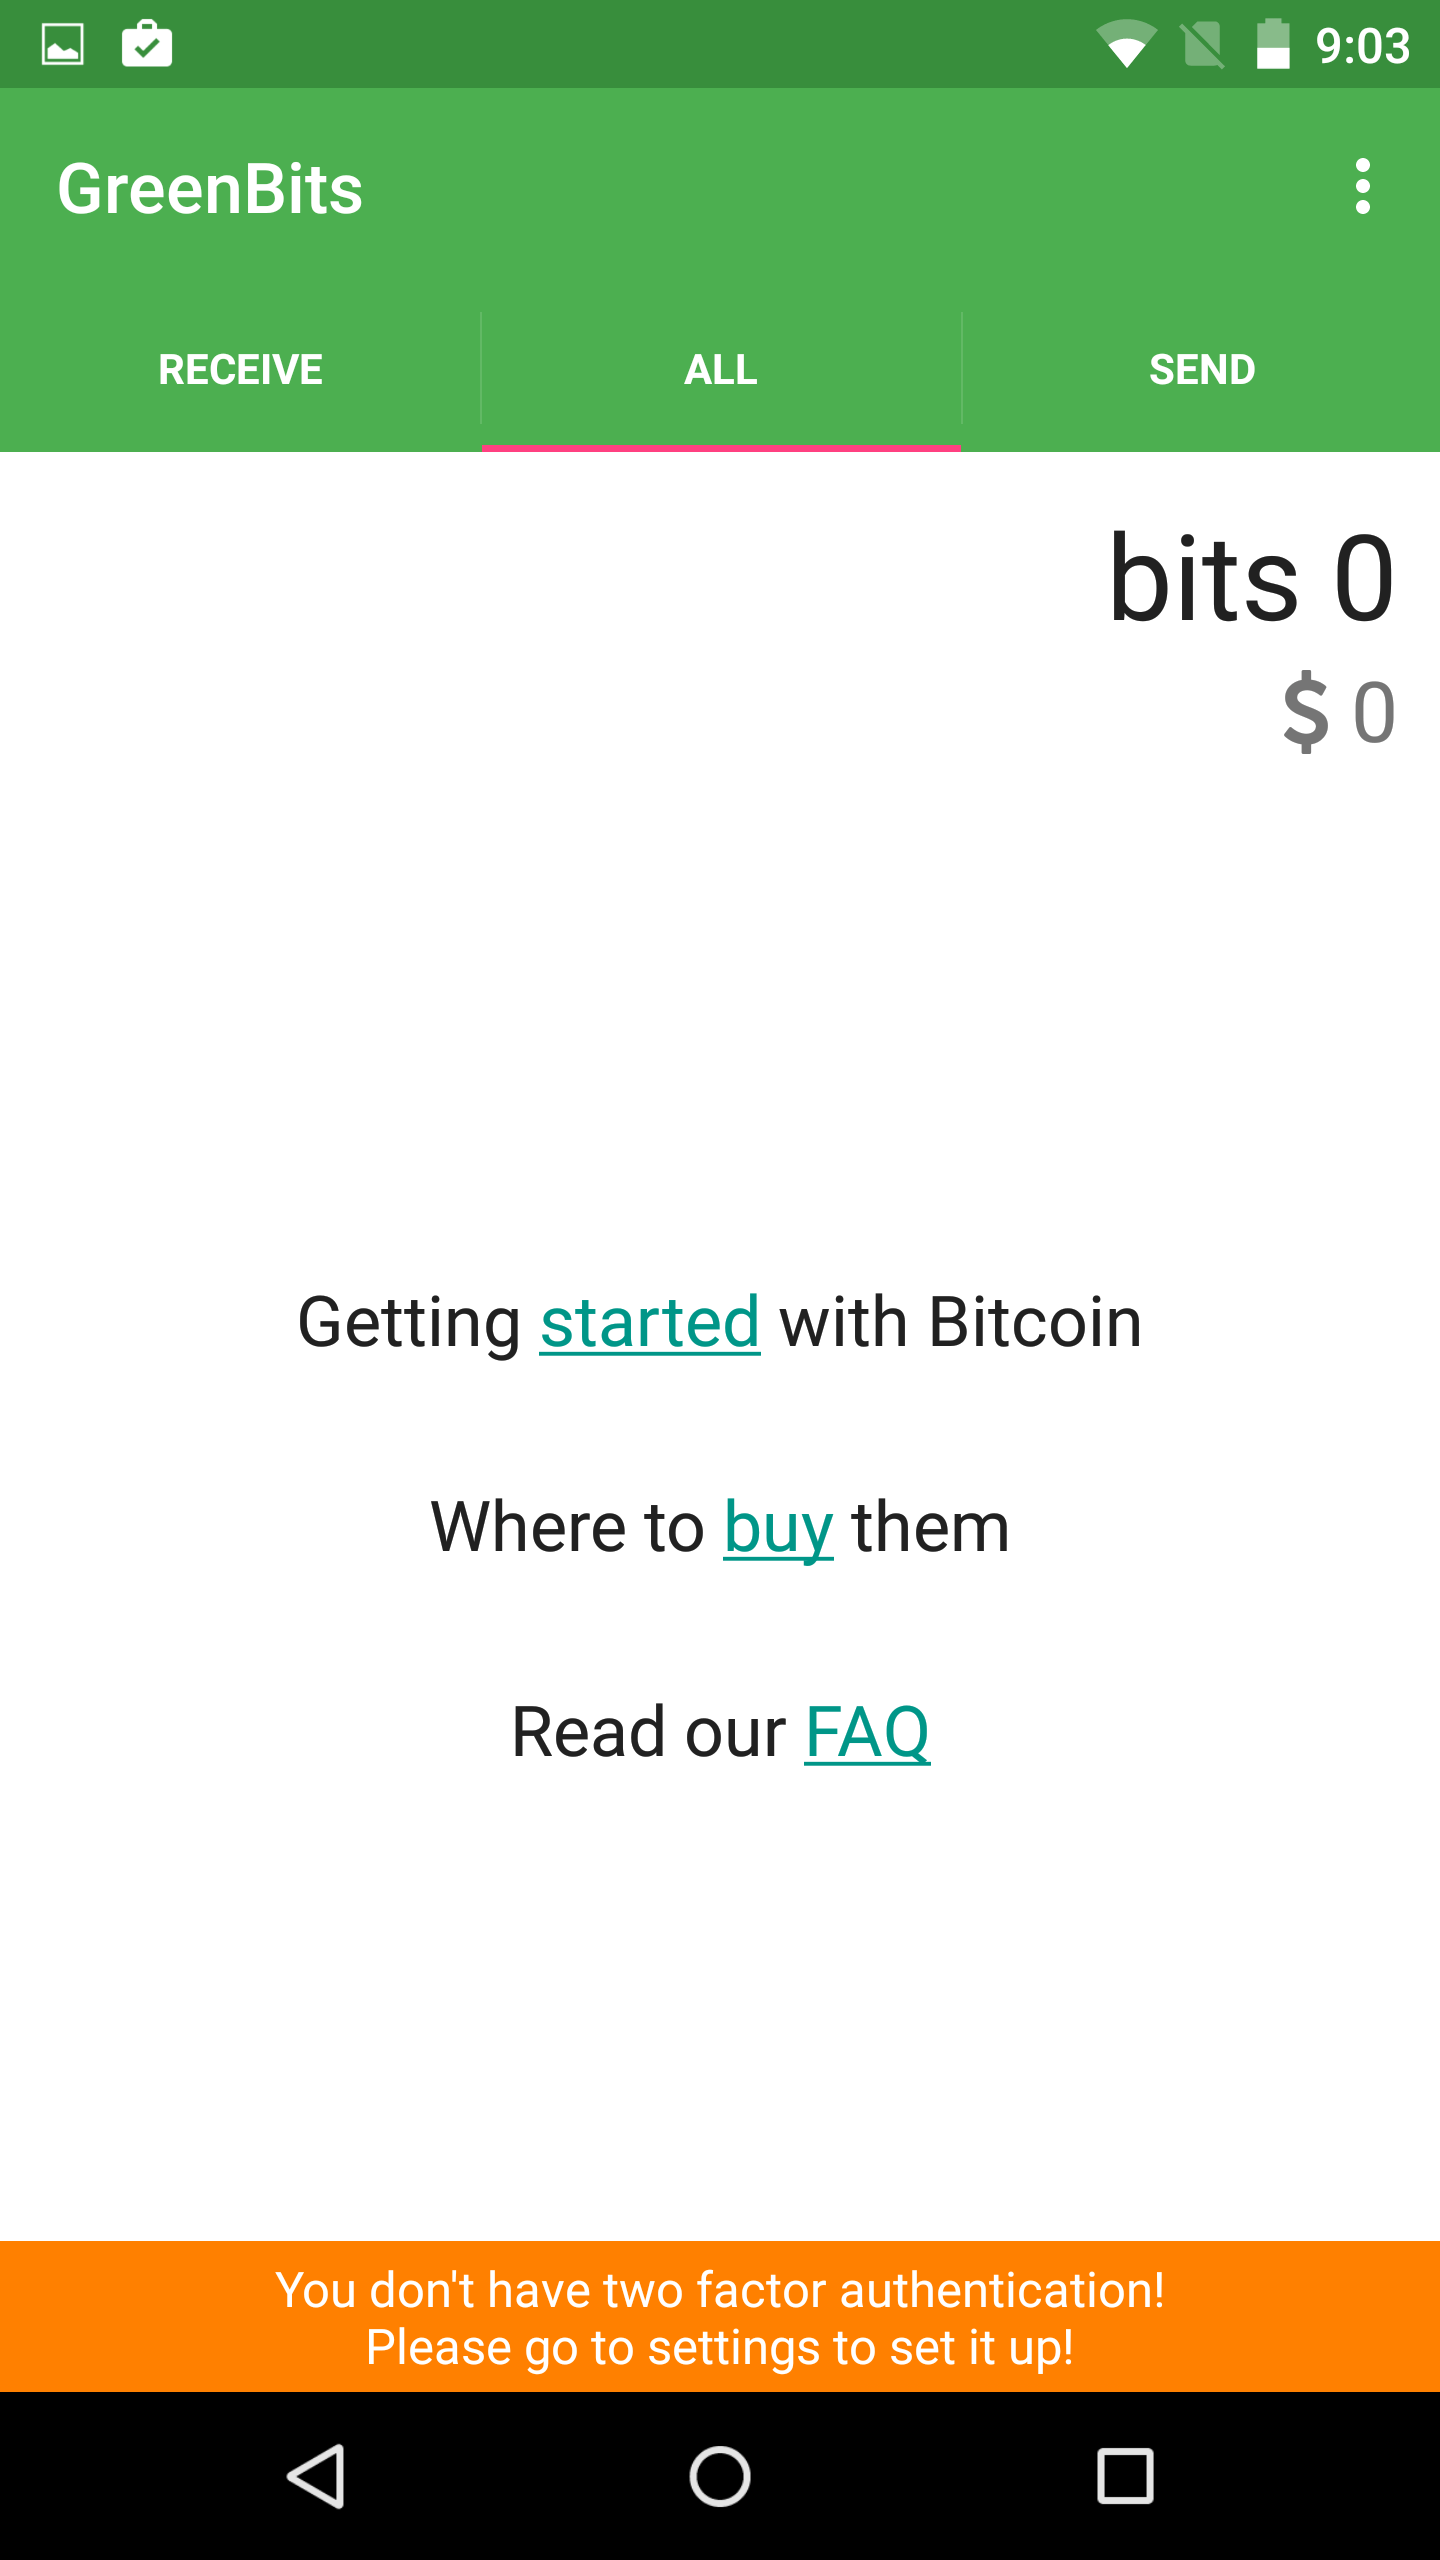 9:03
GreenBits
RECEIVE
ALL
SEND
bits 0
$ 0
Getting started with Bitcoin
Where to buy them
Read our FAQ
You don't have two factor authentication!
Please go to settings to set it up!